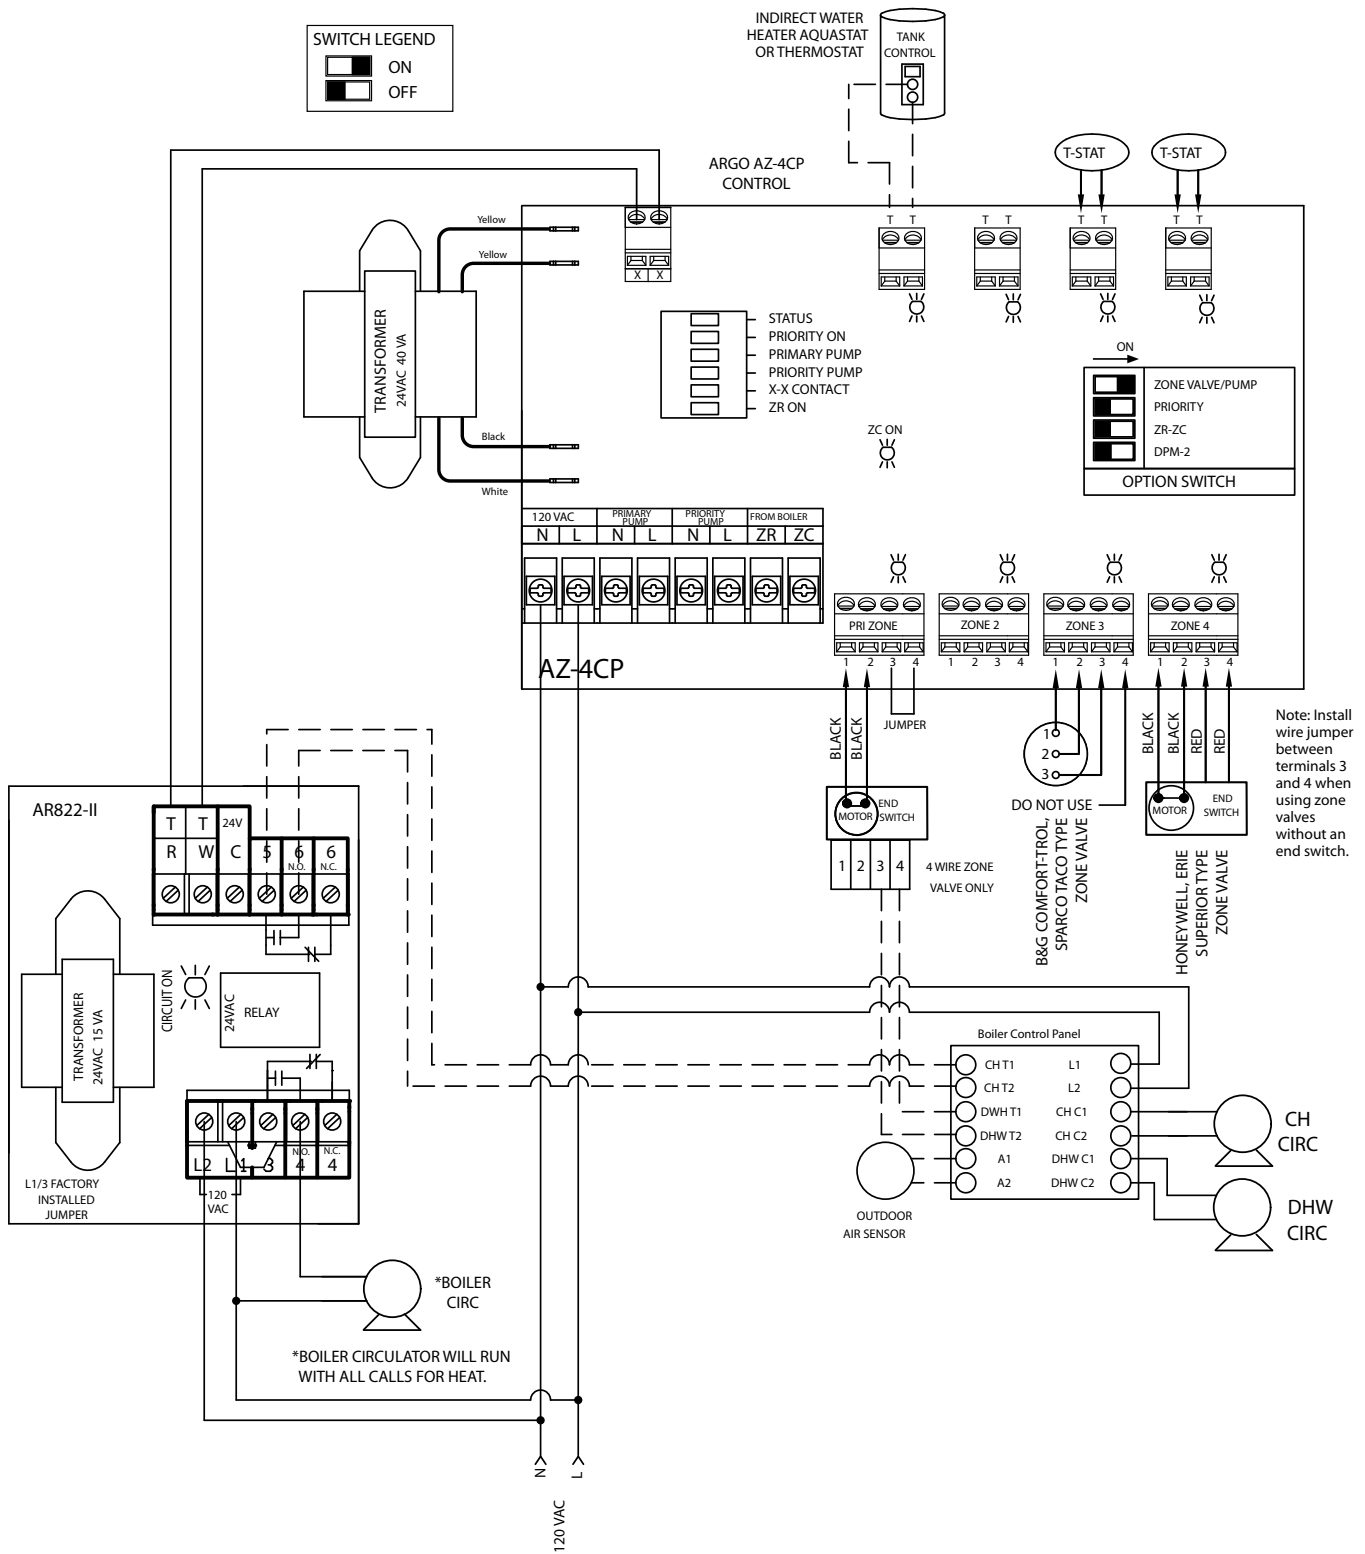 SWITCH LEGEND
ON
OFF
INDIRECT WATER
HEATER AQUASTAT
OR THERMOSTAT
TANK
CONTROL
ARGO AZ-4CP
CONTROL
T-STAT
T-STAT
T T
T T
T T
T T
Yellow
Yellow
X X
TRANSFORMER
24VAC 40 VA
Black
White
STATUS
PRIORITY ON
PRIMARY PUMP
PRIORITY PUMP
X-X CONTACT
ZR ON
ON
ZONE VALVE/PUMP
PRIORITY
ZR-ZC
DPM-2
OPTION SWITCH
ZC ON
120 VAC
PRIMARY
PUMP
PRIORITY
PUMP
FROM BOILER
N L N L N L ZR ZC
PRI ZONE
1 2 3 4
ZONE 2
1 2 3 4
ZONE 3
1 2 3 4
ZONE 4
1 2 3 4
AZ-4CP
BLACK
BLACK
JUMPER
MOTOR
END
SWITCH
1 2 3 4
4 WIRE ZONE
VALVE ONLY
1
2
3
DO NOT USE
B&G COMFORT-TROL,
SPARCO TACO TYPE
ZONE VALVE
BLACK
BLACK
RED
RED
MOTOR
END
SWITCH
HONEYWELL, ERIE
SUPERIOR TYPE
ZONE VALVE
Note: Install
wire jumper
between
terminals 3
and 4 when
using zone
valves
without an
end switch.
AR822-II
T T 24V
R W C 5 6 6
N.O. N.C.
TRANSFORMER
24VAC 15 VA
CIRCUIT ON
24VAC
RELAY
N.O. N.C.
L2 L1 3 4 4
120
VAC
L1/3 FACTORY
INSTALLED
JUMPER
*BOILER
CIRC
*BOILER CIRCULATOR WILL RUN
WITH ALL CALLS FOR HEAT.
Boiler Control Panel
CH T1 L1
CH T2 L2
DWH T1 CH C1
DHW T2 CH C2
A1 DHW C1
A2 DHW C2
OUTDOOR
AIR SENSOR
CH
CIRC
DHW
CIRC
N
L
120 VAC